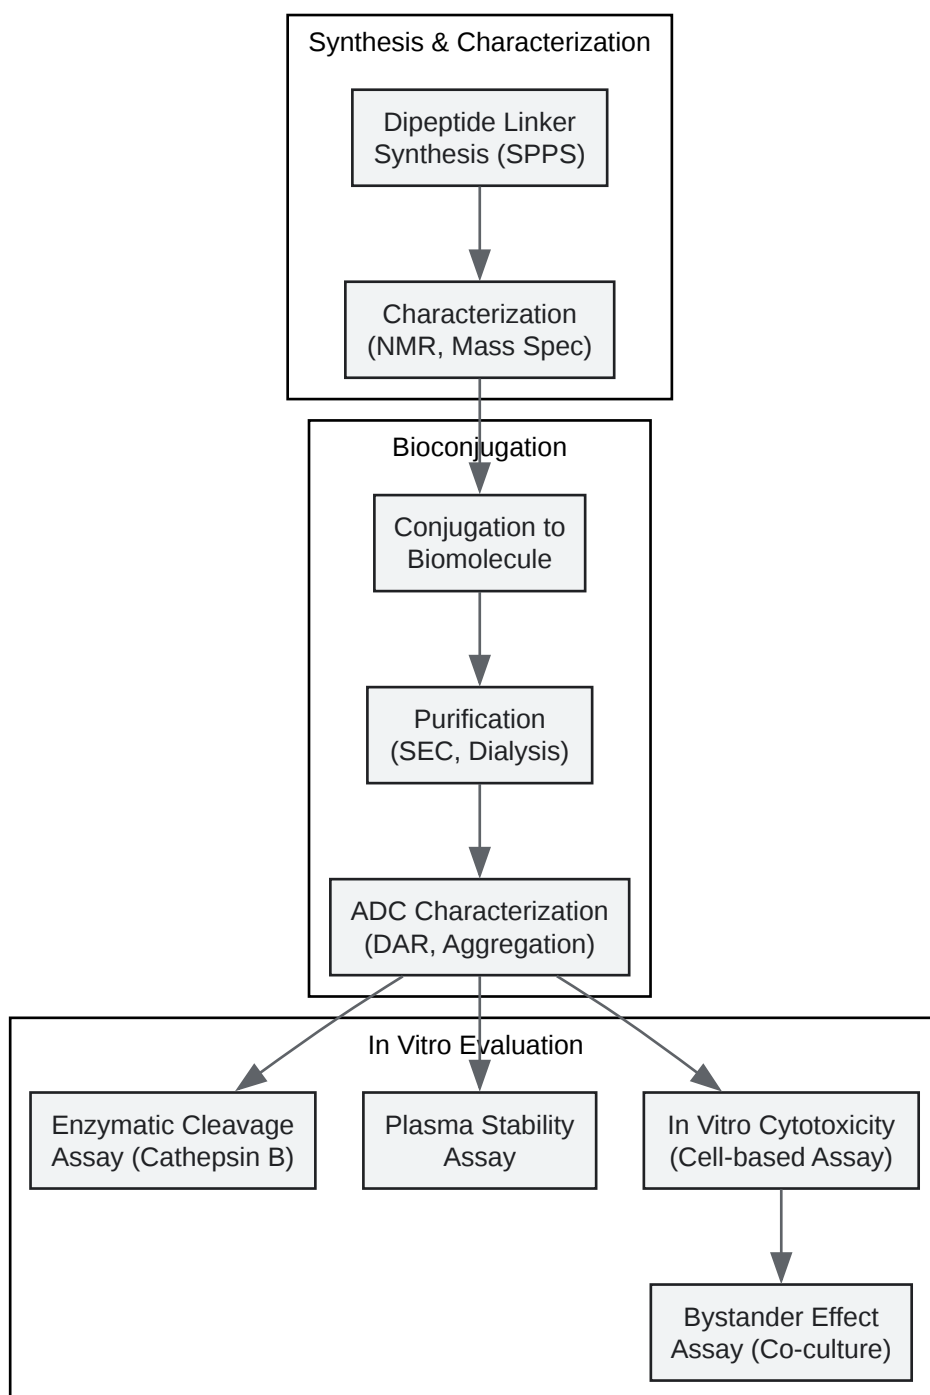 Synthesis & Characterization
Dipeptide Linker
Synthesis (SPPS)
Characterization
(NMR, Mass Spec)
Bioconjugation
Conjugation to
Biomolecule
Purification
(SEC, Dialysis)
ADC Characterization
(DAR, Aggregation)
In Vitro Evaluation
Enzymatic Cleavage
Assay (Cathepsin B)
Plasma Stability
Assay
In Vitro Cytotoxicity
(Cell-based Assay)
Bystander Effect
Assay (Co-culture)